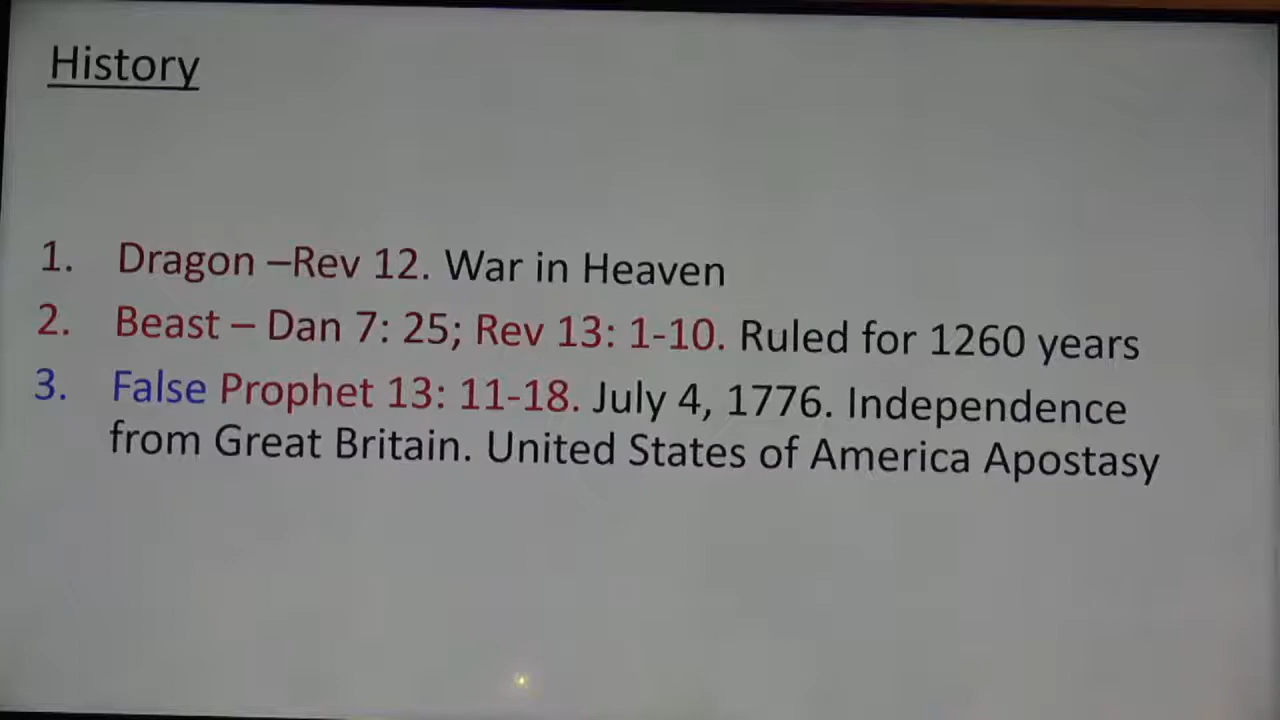 History
1. Dragon –Rev 12. War in Heaven
2. Beast – Dan 7: 25; Rev 13: 1-10. Ruled for 1260 years
3. False Prophet 13: 11-18. July 4, 1776. Independence
from Great Britain. United States of America Apostasy